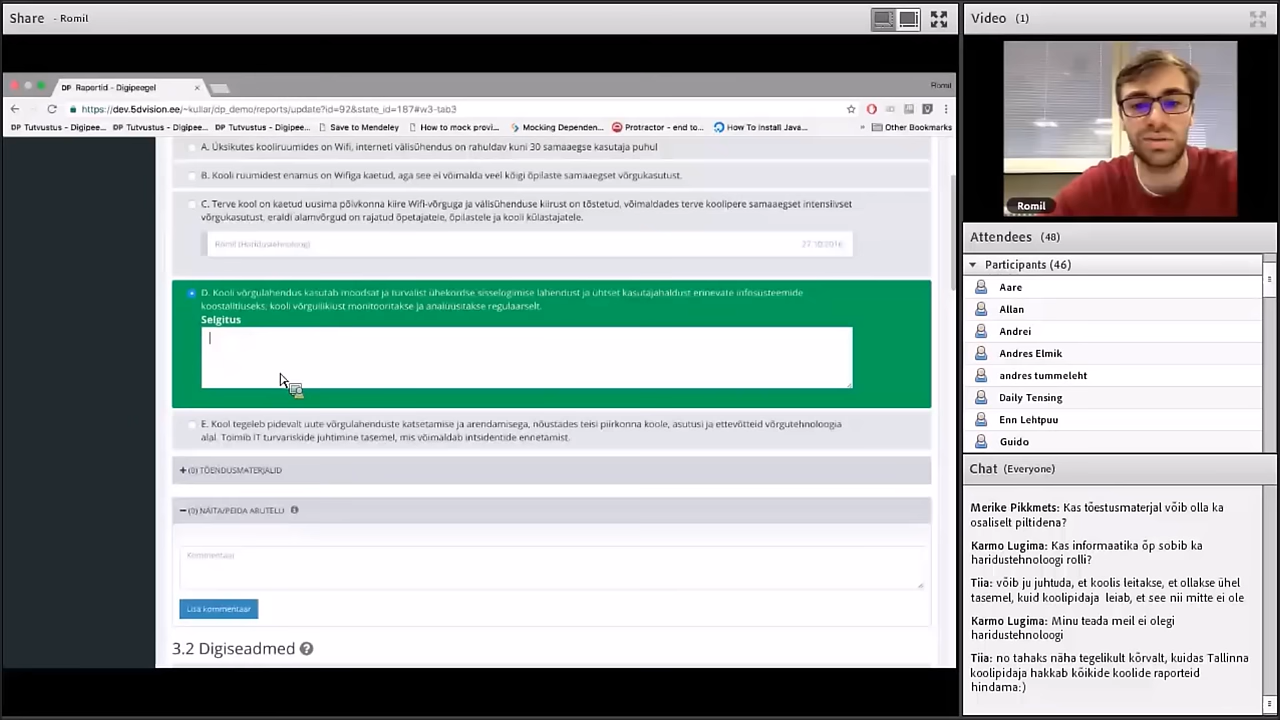 Share - Romil
DP Raportid - Digipeegel
Romil
https://dev.5dvision.ee/~kullar/dp_demo/reports/update?id=92&state_id=187#w3-tab3
DP Tutvustus - Digipee...
DP Tutvustus - Digipee...
DP Tutvustus - Digipee...
Save to Mendeley
How to mock provi...
Mocking Dependen...
Protractor - end to...
How To install Java...
»
Other Bookmarks
A. Üksikutes kooliruumides on Wifi, interneti välisühendus on rahuldav kuni 30 samaaegse kasutaja puhul
B. Kooli ruumidest enamus on Wifiga kaetud, aga see ei võimalda veel kõigi õpilaste samaaegset võrgukasutust.
C. Terve kool on kaetud uusima põlvkonna kiire Wifi-võrguga ja välisühenduse kiirust on tõstetud, võimaldades terve koolipere samaaegset intensiivset
võrgukasutust, eraldi alamvõrgud on rajatud õpetajatele, õpilastele ja kooli külastajatele.
Romil (Haridustehnoloog)
27.10.2016
D. Kooli võrgulahendus kasutab moodsat ja turvalist ühekordse sisselogimise lahendust ja ühtset kasutajahaldust erinevate infosüsteemide
koostalitluseks, kooli võrguliiklust monitooritakse ja analüüsitakse regulaarselt.
Selgitus
E. Kool tegeleb pidevalt uute võrgulahenduste katsetamise ja arendamisega, nõustades teisi piirkonna koole, asutusi ja ettevõtteid võrgutehnoloogia
alal. Toimib IT turvariskide juhtimine tasemel, mis võimaldab intsidentide ennetamist.
+ (0) TÕENDUSMATERJALID
− (0) NÄITA/PEIDA ARUTELU
Kommentaar
Lisa kommentaar
3.2 Digiseadmed ?
Video (1)
Romil
Attendees (48)
Participants (46)
Aare
Allan
Andrei
Andres Elmik
andres tummeleht
Daily Tensing
Enn Lehtpuu
Guido
Chat (Everyone)
Merike Pikkmets: Kas tõestusmaterjal võib olla ka
osaliselt piltidena?
Karmo Lugima: Kas informaatika õp sobib ka
haridustehnoloogi rolli?
Tiia: võib ju juhtuda, et koolis leitakse, et ollakse ühel
tasemel, kuid koolipidaja leiab, et see nii mitte ei ole
Karmo Lugima: Minu teada meil ei olegi
haridustehnoloogi
Tiia: no tahaks näha tegelikult kõrvalt, kuidas Tallinna
koolipidaja hakkab kõikide koolide raporteid
hindama:)